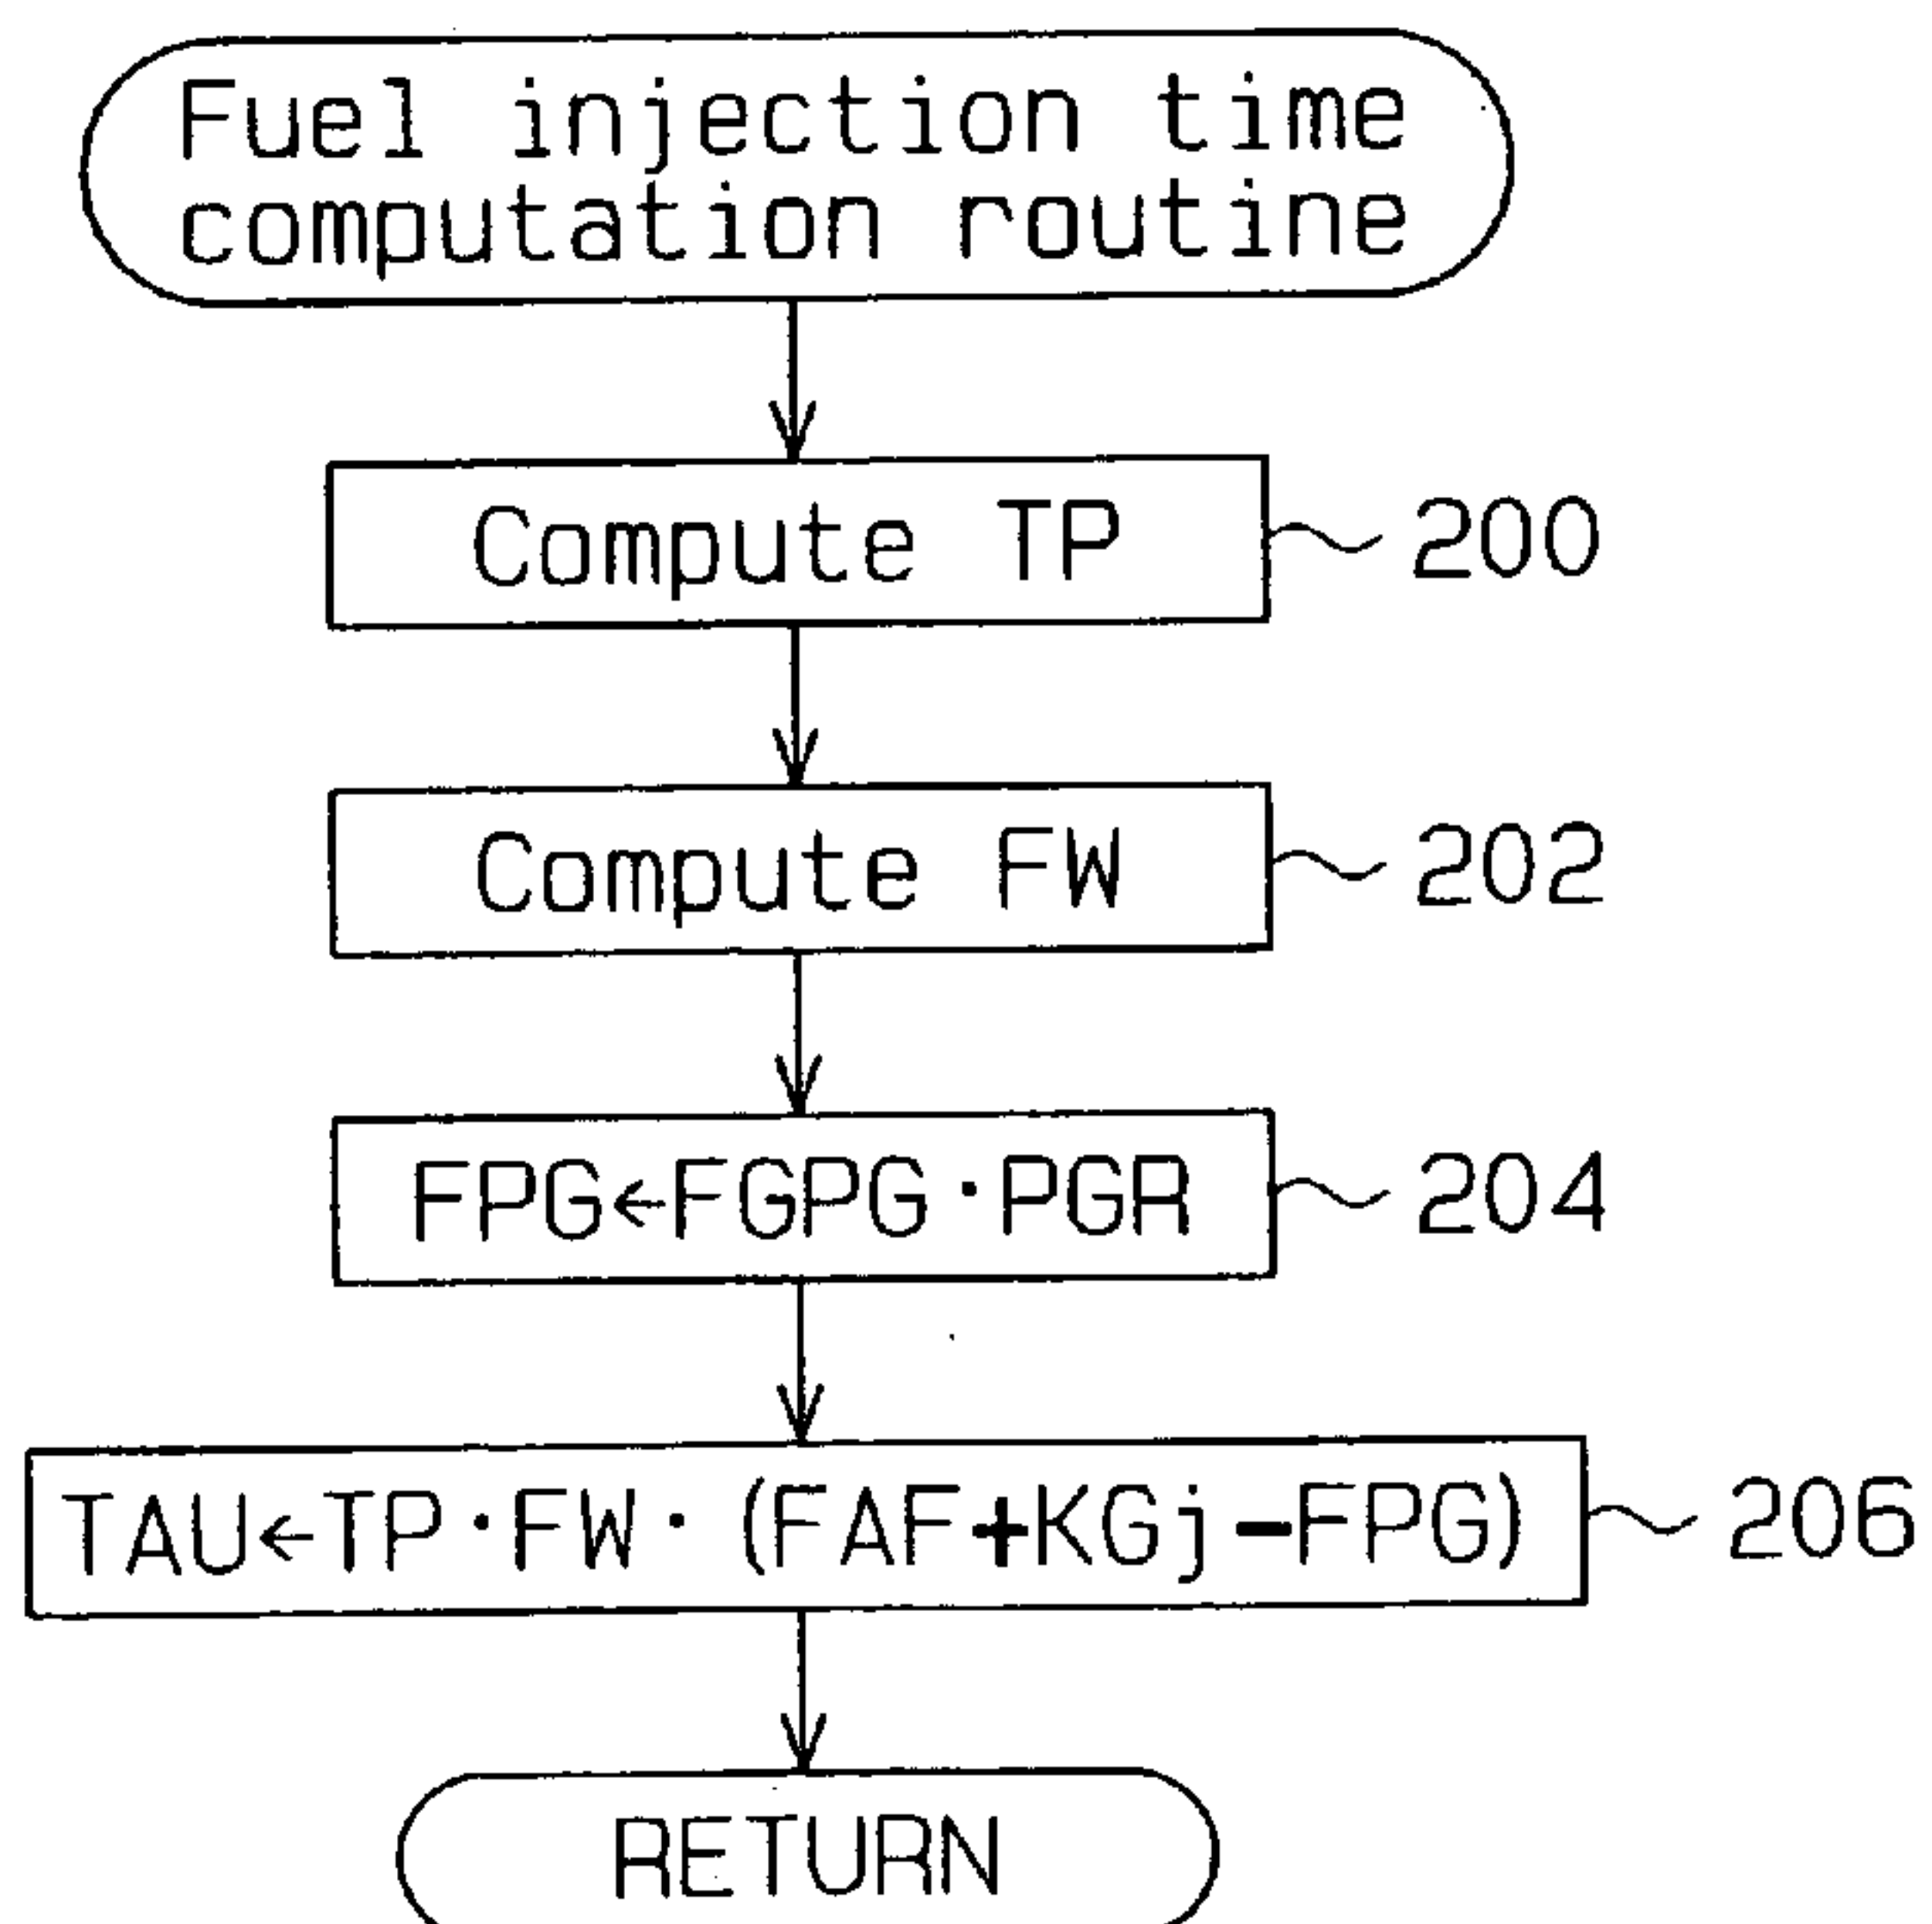 Fuel injection time
computation routine
Compute TP
200
Compute FW
202
FPG←FGPG·PGR
204
TAU←TP·FW·(FAF+KGj−FPG)
206
RETURN